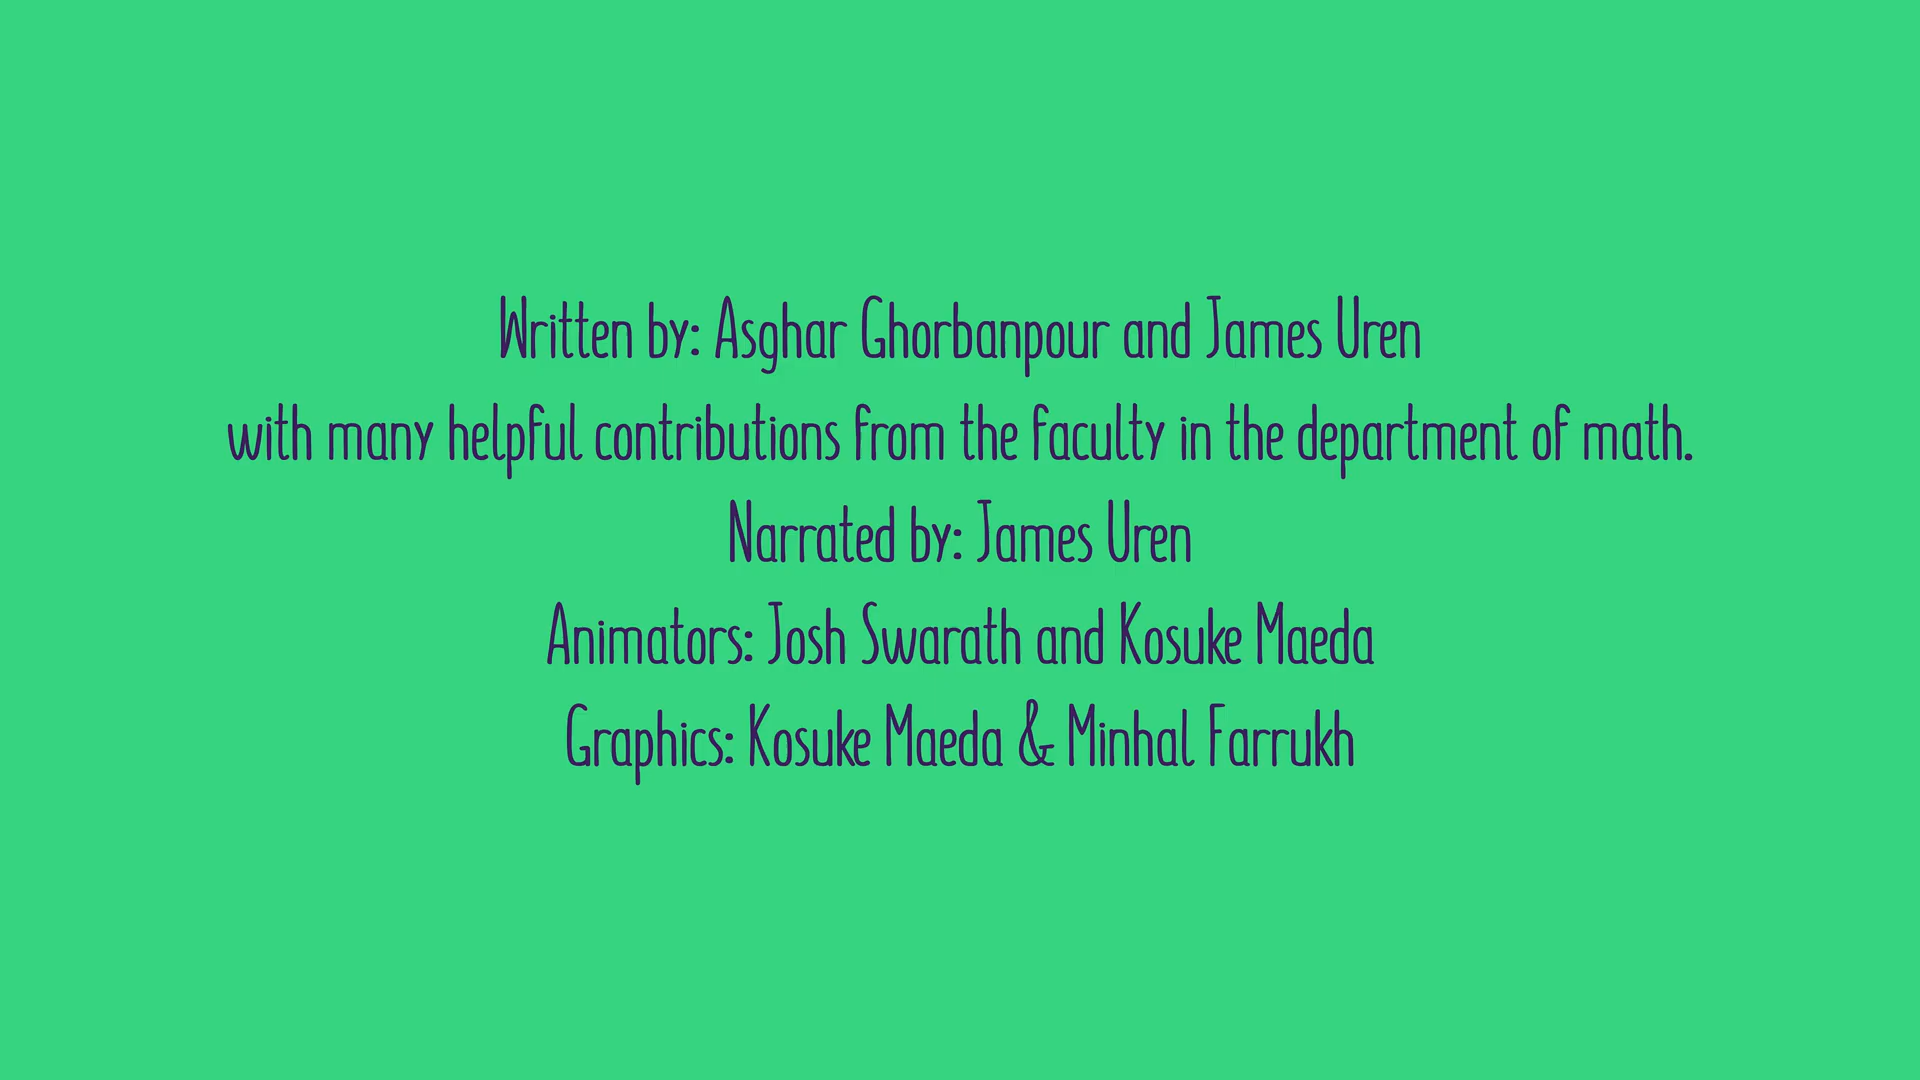 Written by: Asghar Ghorbanpour and James Uren
with many helpful contributions from the faculty in the department of math.
Narrated by: James Uren
Animators: Josh Swarath and Kosuke Maeda
Graphics: Kosuke Maeda & Minhal Farrukh